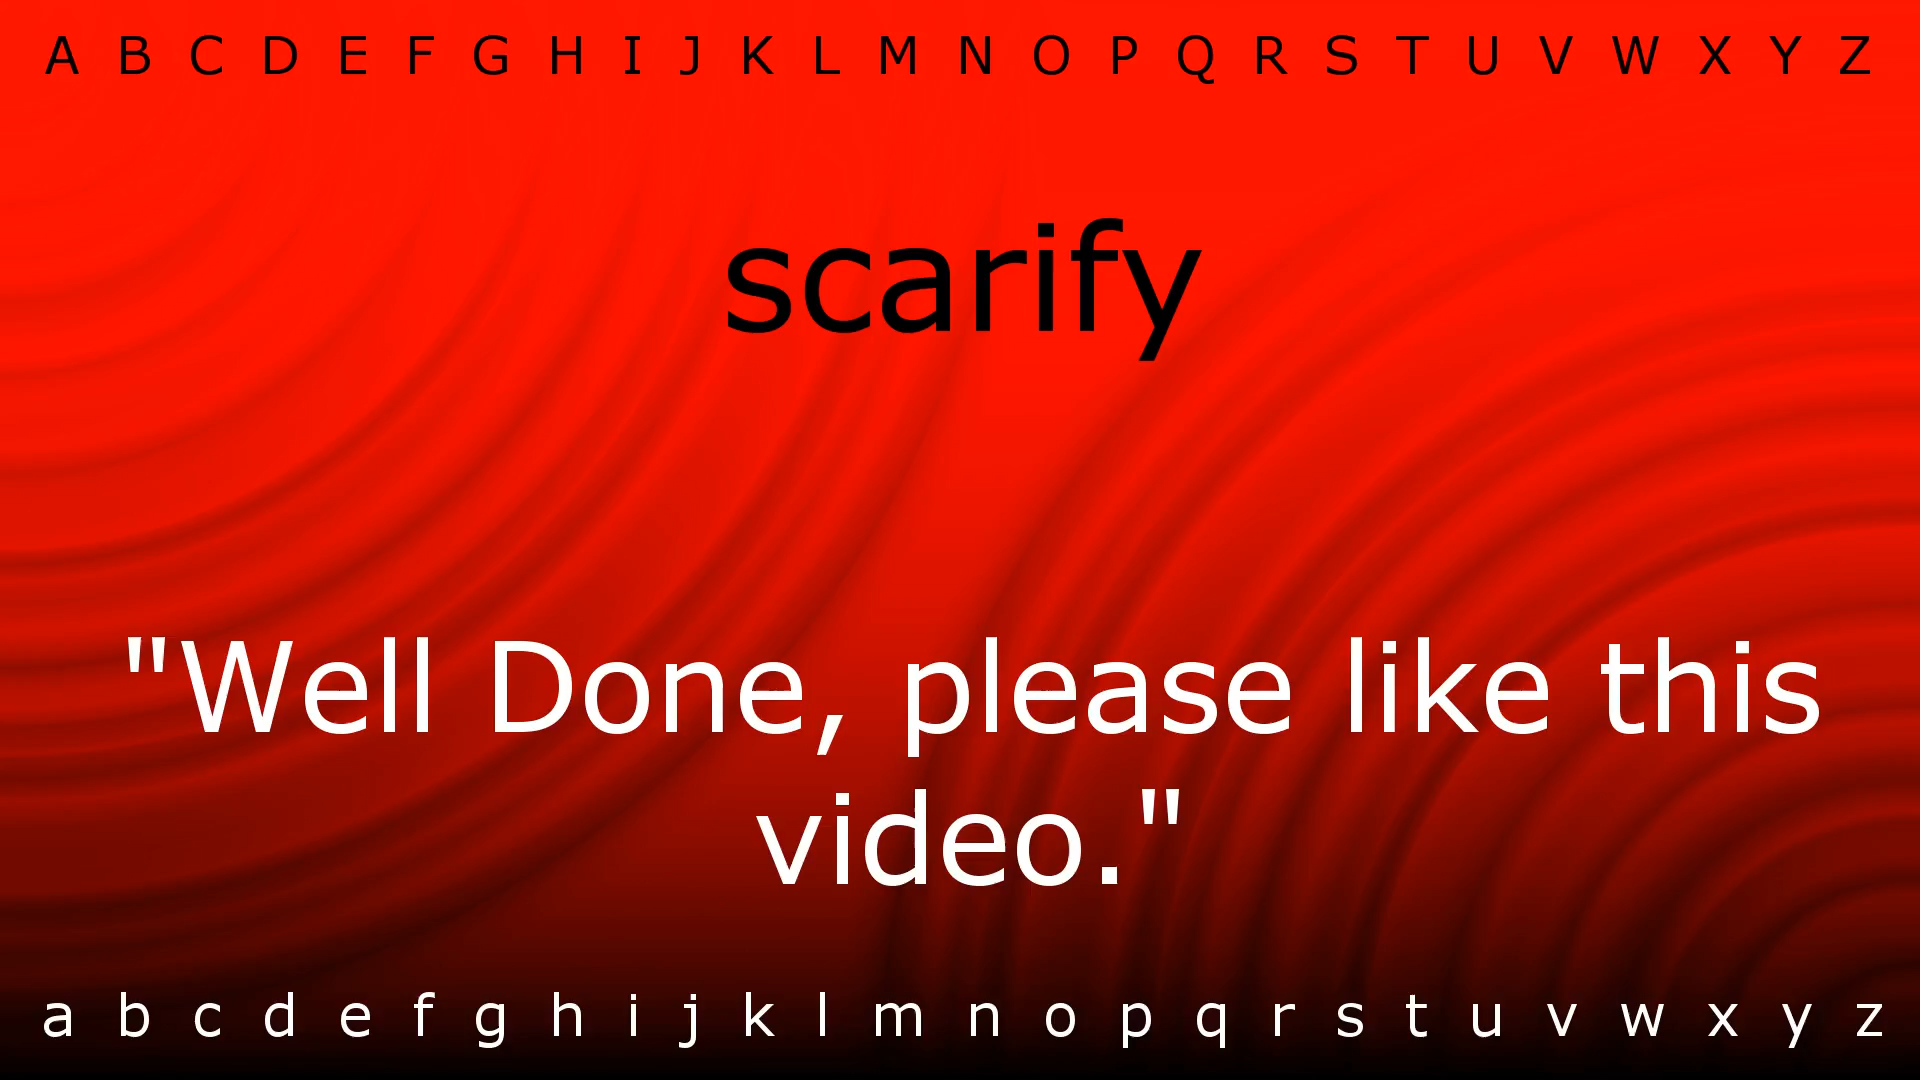 A B C D E F G H I J K L M N O P Q R S T U V W X Y Z
scarify
"Well Done, please like this
video."
a b c d e f g h i j k l m n o p q r s t u v w x y z